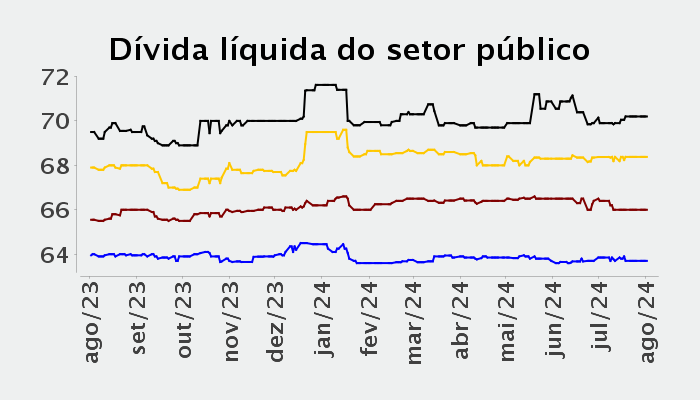 Dívida líquida do setor público
72
70
68
66
64
ago/23
set/23
out/23
nov/23
dez/23
jan/24
fev/24
mar/24
abr/24
mai/24
jun/24
jul/24
ago/24